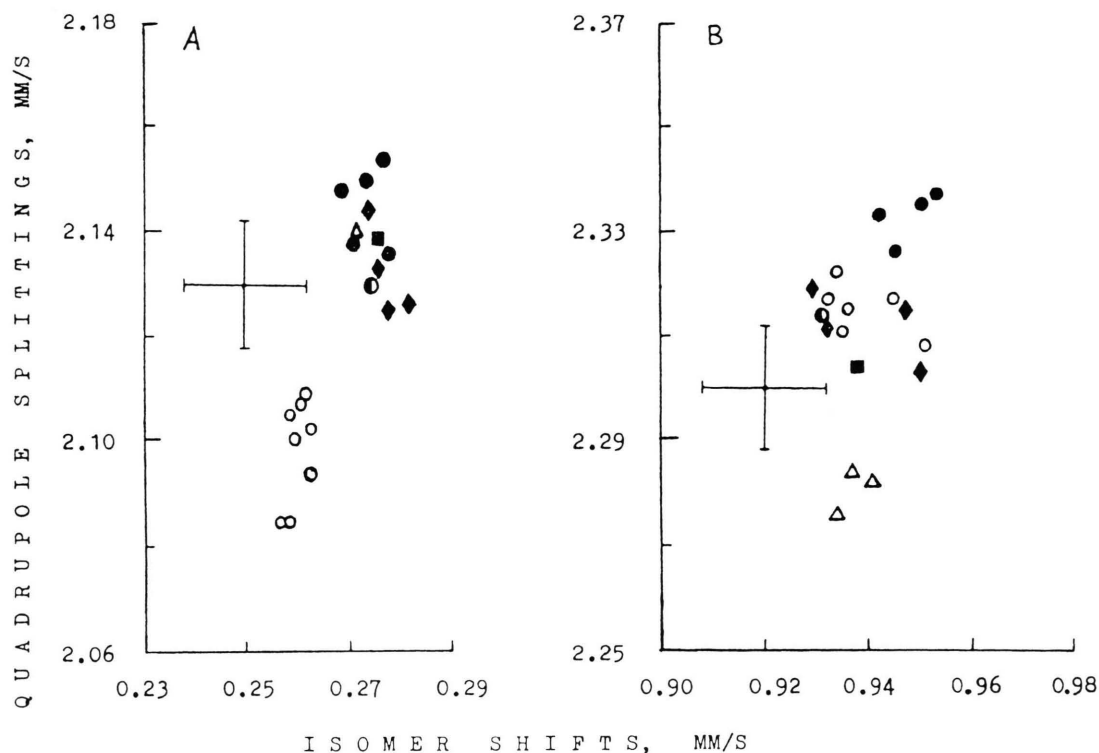 QUADRUPOLE SPLITTINGS, MM/S
A
2.18
2.14
2.10
2.06
0.23 0.25 0.27 0.29
B
2.37
2.33
2.29
2.25
0.90 0.92 0.94 0.96 0.98
ISOMER SHIFTS, MM/S